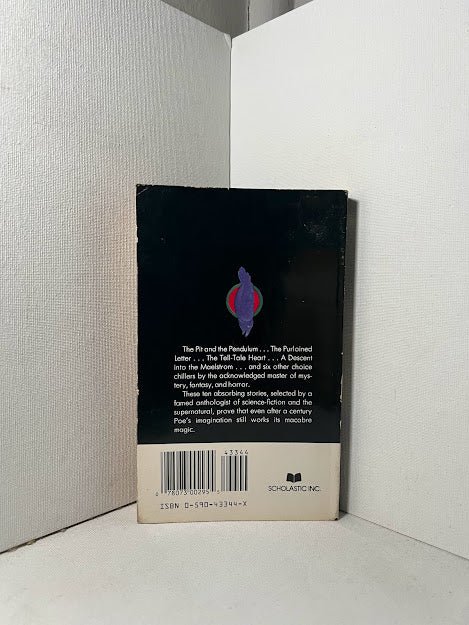 The Pit and the Pendulum . . . The Purloined
Letter . . . The Tell-Tale Heart . . . A Descent
into the Maelstrom . . . and six other choice
chillers by the acknowledged master of mys-
tery, fantasy, and horror.
These ten absorbing stories, selected by a
famed anthologist of science-fiction and the
supernatural, prove that even after a century
Poe's imagination still works its macabre
magic.
43344
0 78073 00295
ISBN 0-590-43344-X
SCHOLASTIC INC.